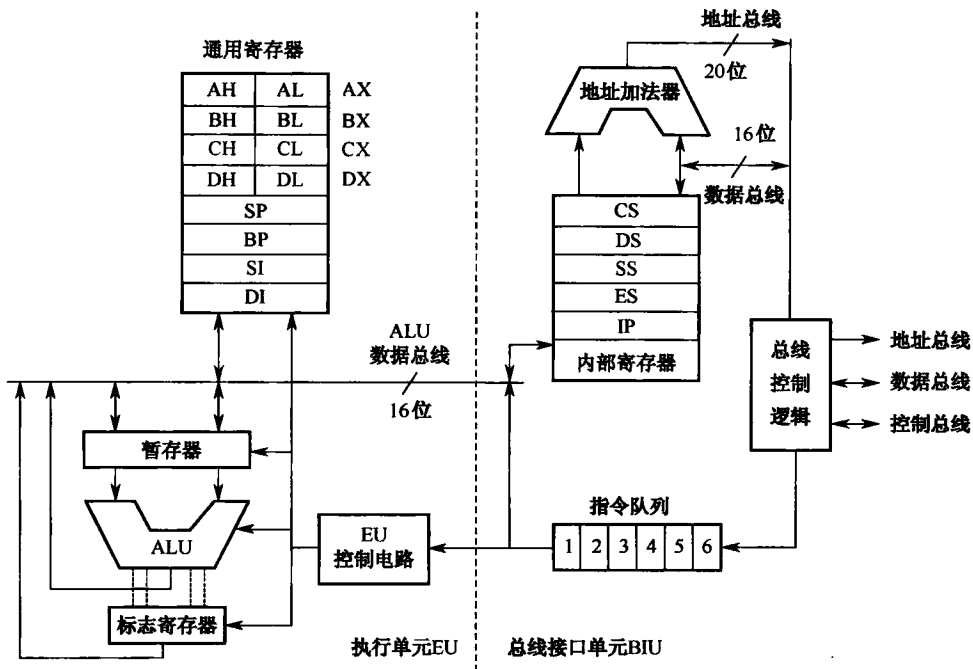 通用寄存器
AH AL AX
BH BL BX
CH CL CX
DH DL DX
SP
BP
SI
DI
ALU
数据总线
16位
暂存器
ALU
标志寄存器
EU
控制电路
执行单元EU
地址总线
20位
地址加法器
16位
数据总线
CS
DS
SS
ES
IP
内部寄存器
总线
控制
逻辑
地址总线
数据总线
控制总线
指令队列
1 2 3 4 5 6
总线接口单元BIU